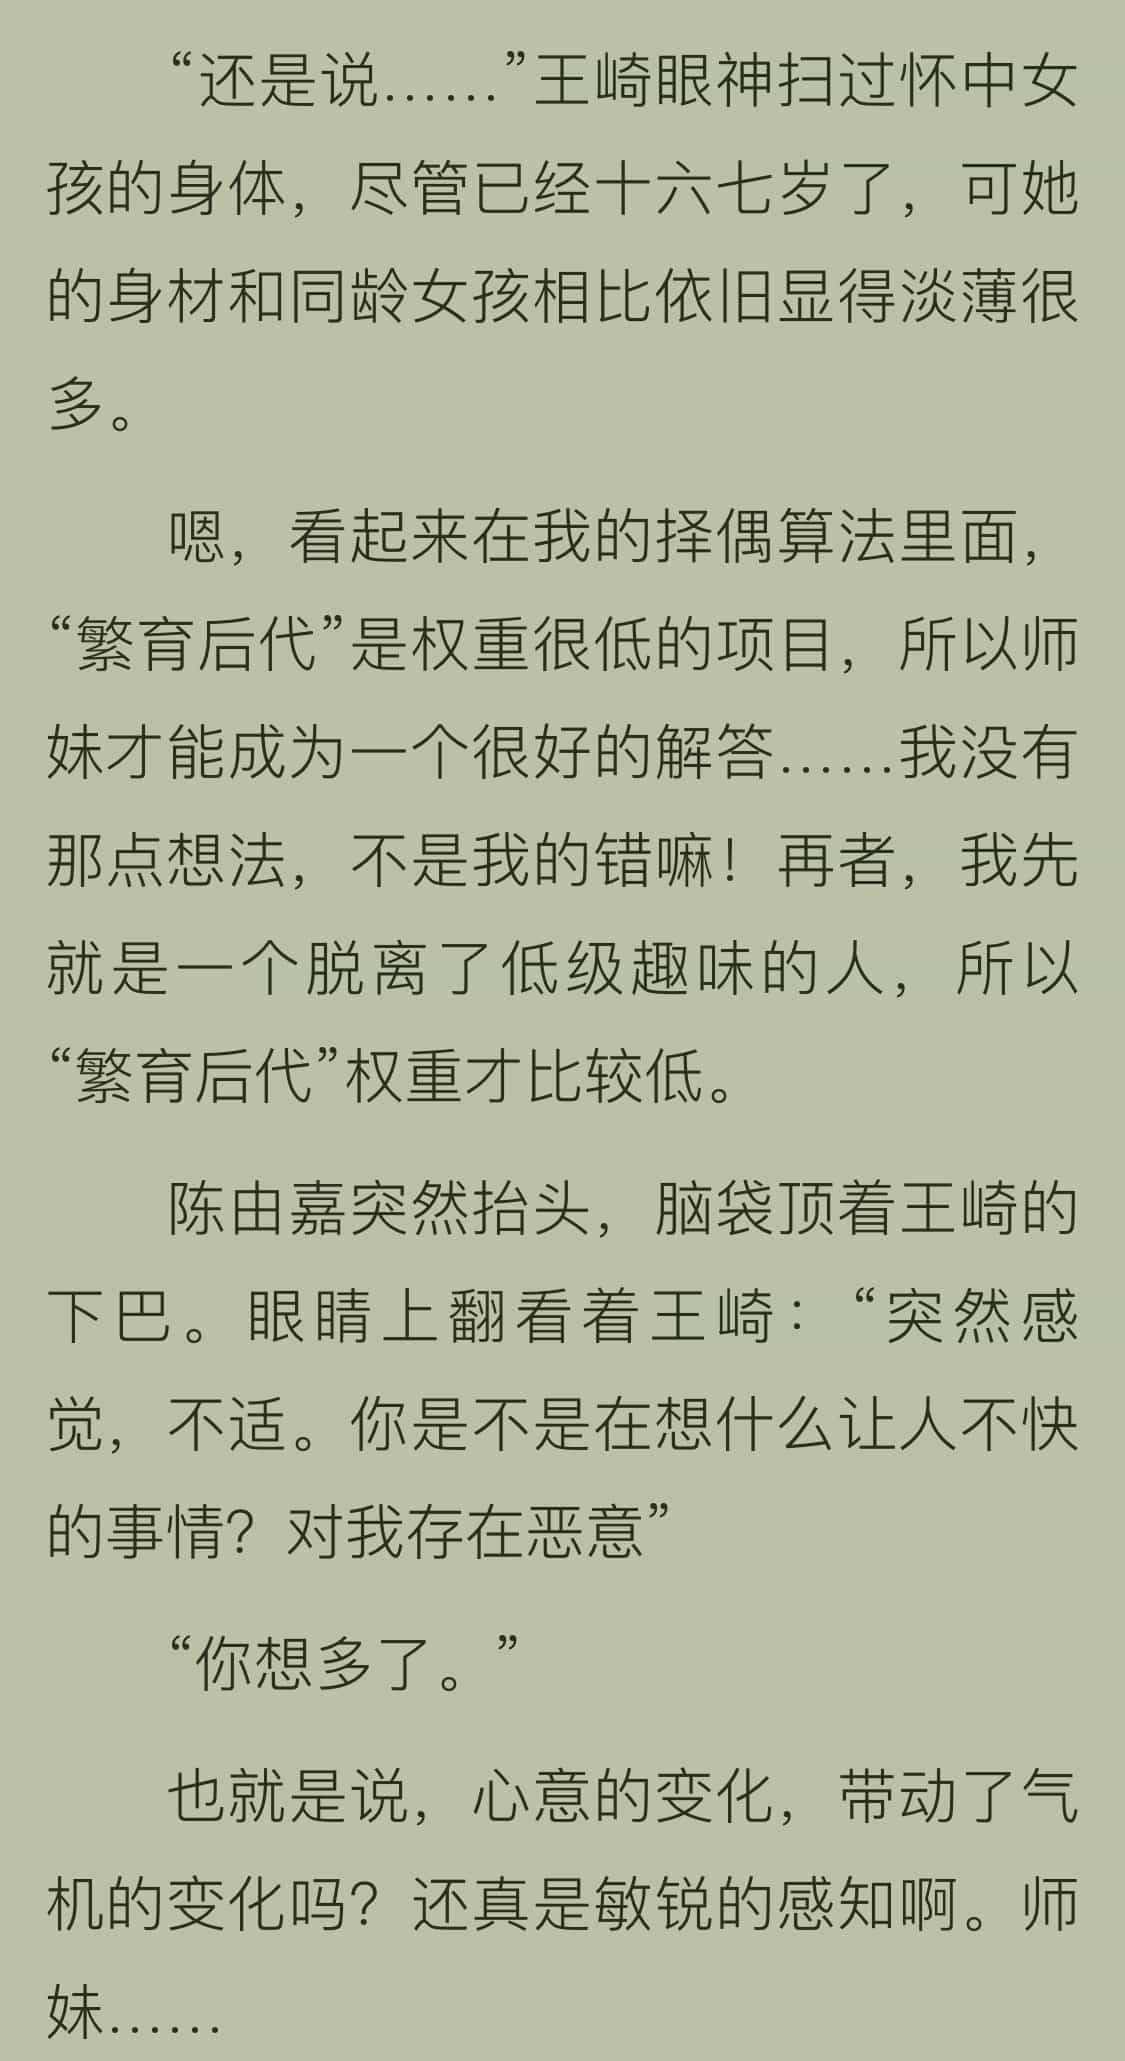 “还是说……”王崎眼神扫过怀中女
孩的身体，尽管已经十六七岁了，可她
的身材和同龄女孩相比依旧显得淡薄很
多。
嗯，看起来在我的择偶算法里面，
“繁育后代”是权重很低的项目，所以师
妹才能成为一个很好的解答……我没有
那点想法，不是我的错嘛！再者，我先
就是一个脱离了低级趣味的人，所以
“繁育后代”权重才比较低。
陈由嘉突然抬头，脑袋顶着王崎的
下巴。眼睛上翻看着王崎：“突然感
觉，不适。你是不是在想什么让人不快
的事情？对我存在恶意”
“你想多了。”
也就是说，心意的变化，带动了气
机的变化吗？还真是敏锐的感知啊。师
妹……